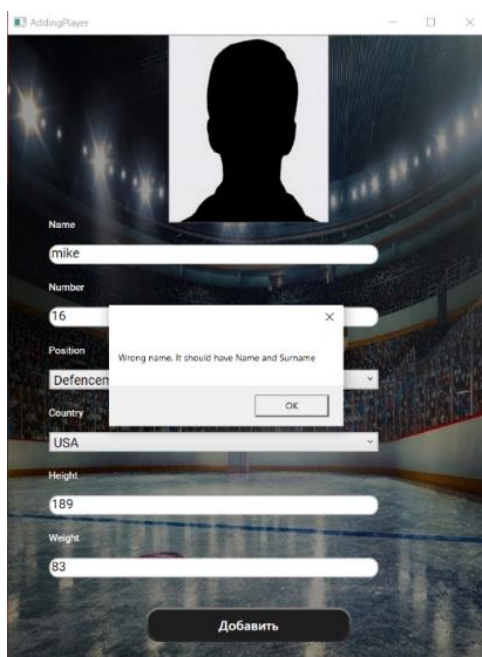 AddingPlayer
Name
mike
Number
16
Wrong name. It should have Name and Surname
Position
Defencem
OK
Country
USA
Height
189
Weight
83
Добавить